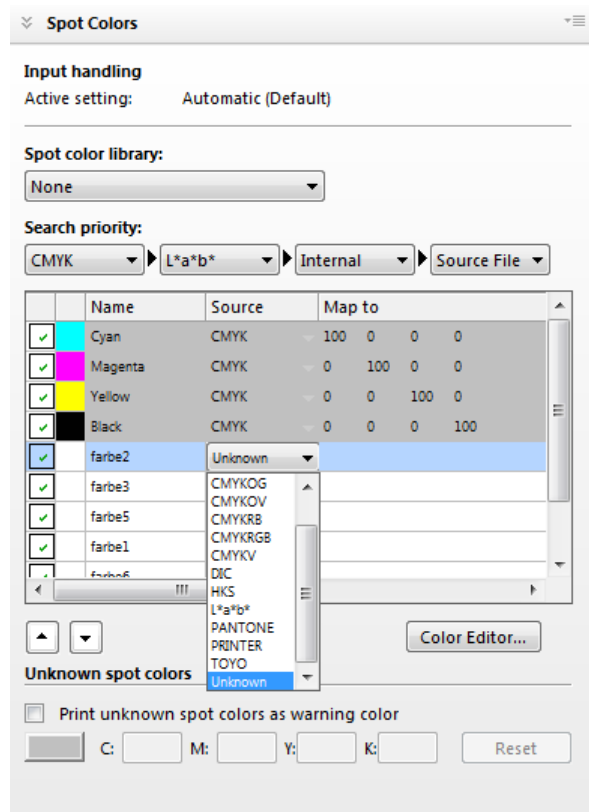 Spot Colors
Input handling
Active setting: Automatic (Default)
Spot color library:
None
Search priority:
CMYK L*a*b* Internal Source File
Name Source Map to
Cyan CMYK 100 0 0 0
Magenta CMYK 0 100 0 0
Yellow CMYK 0 0 100 0
Black CMYK 0 0 0 100
farbe2 Unknown
farbe3 CMYKOG
CMYKOV
farbe5 CMYKRB
CMYKRGB
farbe1 CMYKV
DIC
farbe6 HKS
L*a*b*
PANTONE
PRINTER
TOYO
Unknown
Color Editor...
Unknown spot colors
Print unknown spot colors as warning color
C: M: Y: K: Reset